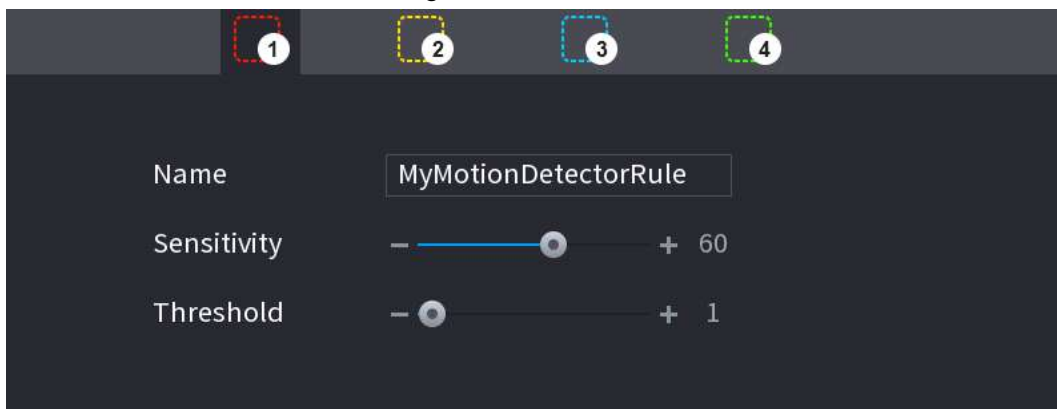 1 2 3 4
Name MyMotionDetectorRule
Sensitivity − + 60
Threshold − + 1